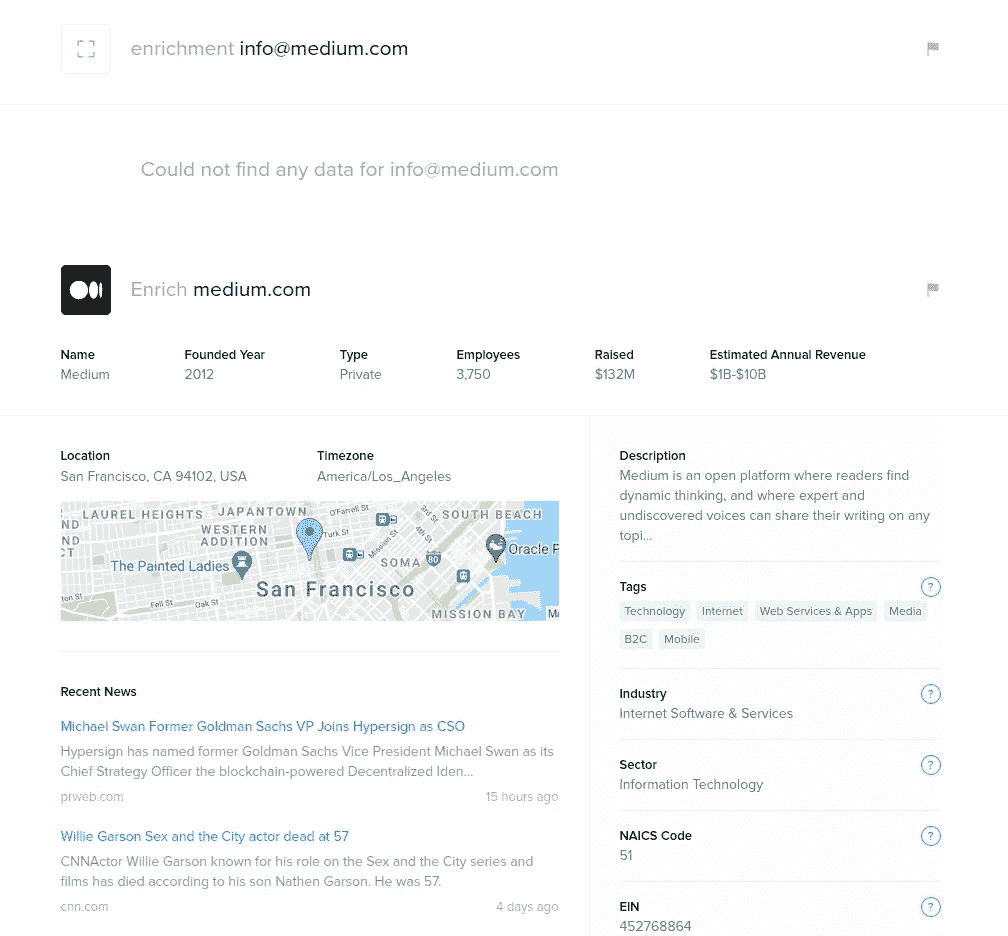 enrichment info@medium.com
Could not find any data for info@medium.com
Enrich medium.com
Name Founded Year Type Employees Raised Estimated Annual Revenue
Medium 2012 Private 3,750 $132M $1B-$10B
Location Timezone
San Francisco, CA 94102, USA America/Los_Angeles
LAUREL HEIGHTS JAPANTOWN O'Farrell St 3rd St SOUTH BEACH
ND WESTERN Turk St 4th St
END ADDITION Mission St
CT SOMA 80 Oracle P
The Painted Ladies
San Francisco
ton St Fell St Oak St MISSION BAY Ma
Recent News
Michael Swan Former Goldman Sachs VP Joins Hypersign as CSO
Hypersign has named former Goldman Sachs Vice President Michael Swan as its
Chief Strategy Officer the blockchain-powered Decentralized Iden...
prweb.com 15 hours ago
Willie Garson Sex and the City actor dead at 57
CNNActor Willie Garson known for his role on the Sex and the City series and
films has died according to his son Nathen Garson. He was 57.
cnn.com 4 days ago
Description
Medium is an open platform where readers find
dynamic thinking, and where expert and
undiscovered voices can share their writing on any
topi...
Tags ?
Technology Internet Web Services & Apps Media
B2C Mobile
Industry ?
Internet Software & Services
Sector ?
Information Technology
NAICS Code ?
51
EIN ?
452768864